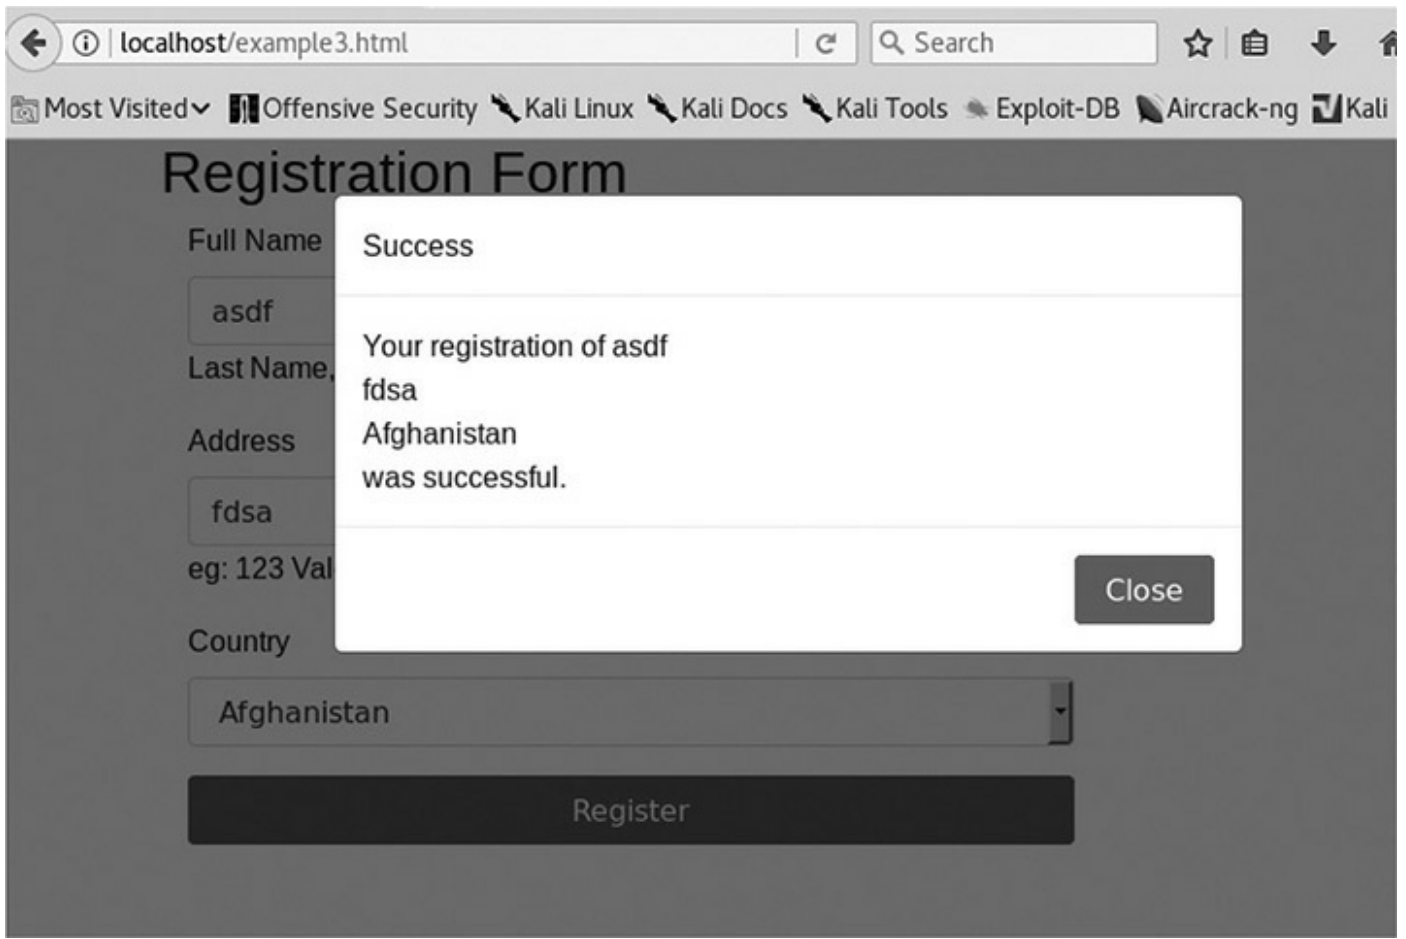 localhost/example3.html
Search
Most Visited Offensive Security Kali Linux Kali Docs Kali Tools Exploit-DB Aircrack-ng Kali
Registration Form
Full Name
asdf
Last Name,
Address
fdsa
eg: 123 Val
Country
Afghanistan
Register
Success
Your registration of asdf
fdsa
Afghanistan
was successful.
Close